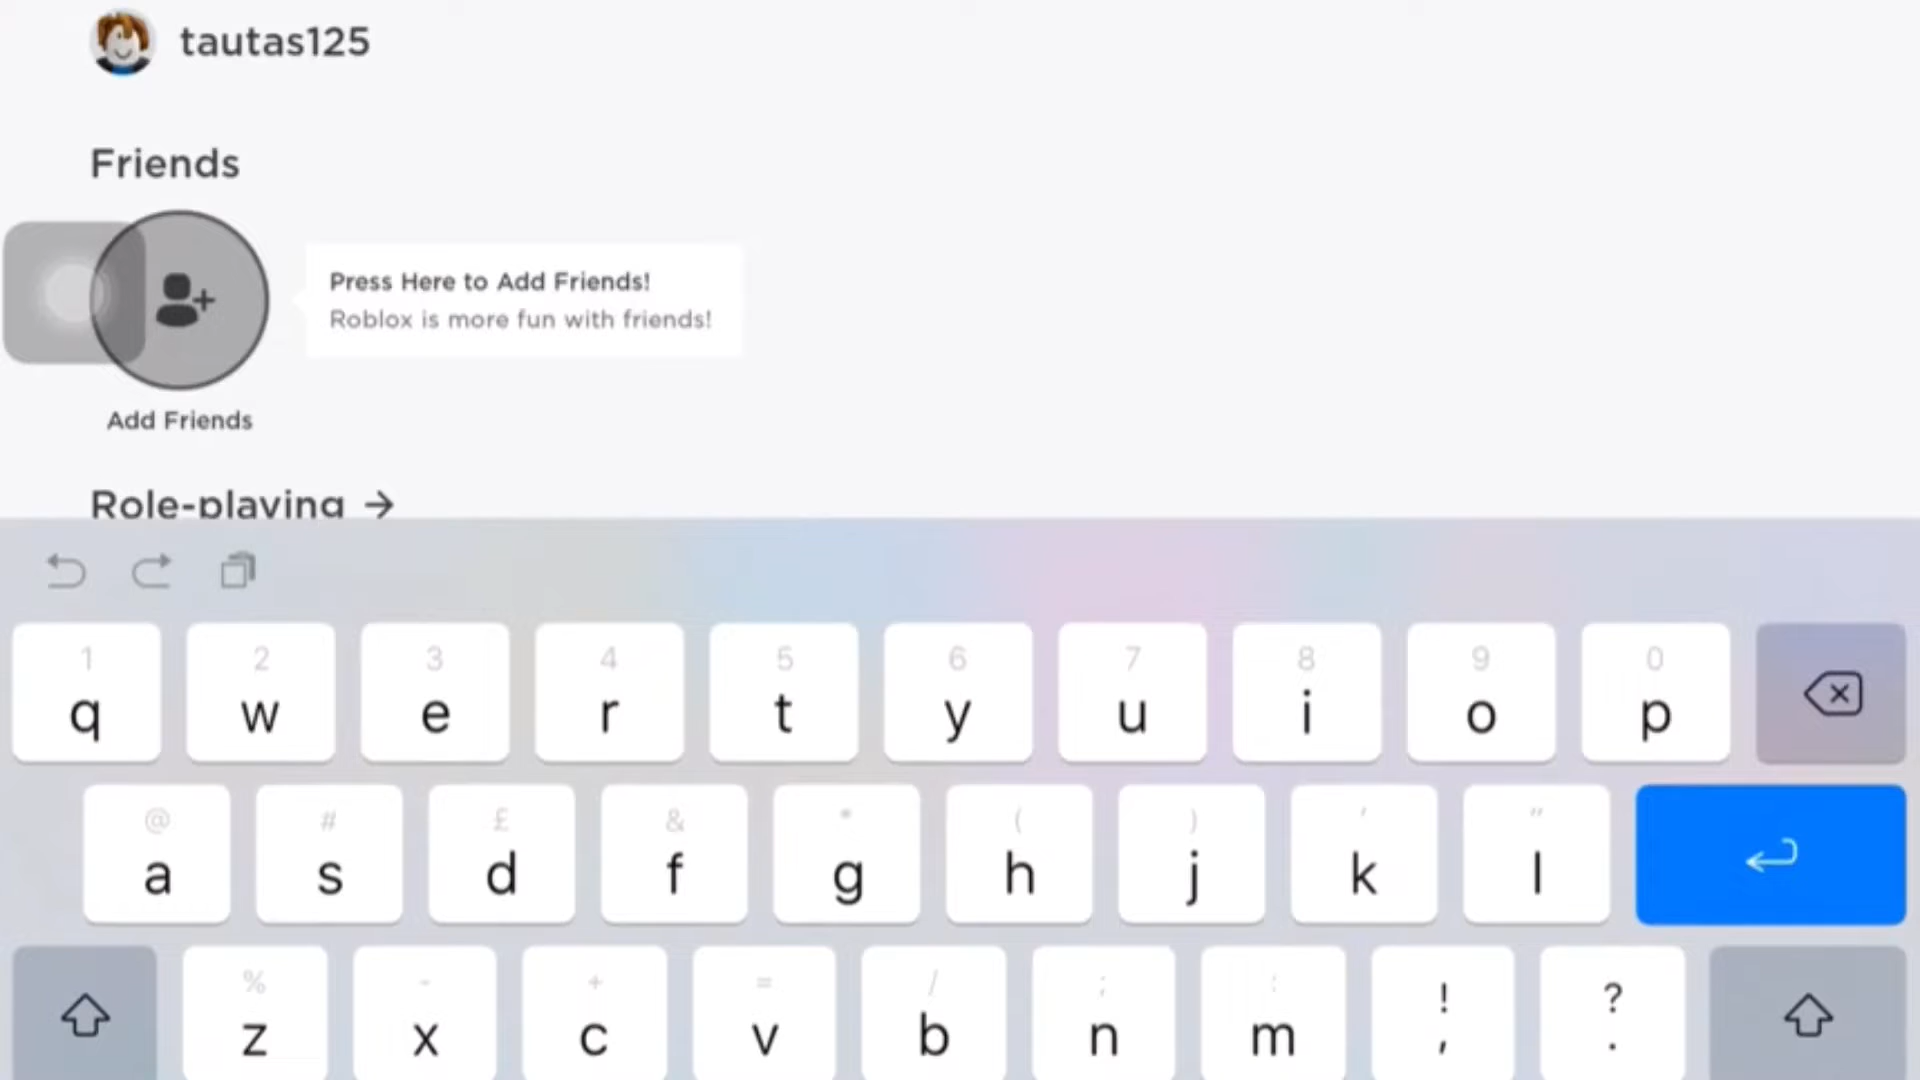 tautas125
Friends
Press Here to Add Friends!
Roblox is more fun with friends!
Add Friends
Role-playing →
1 2 3 4 5 6 7 8 9 0
q w e r t y u i o p
@ # £ & * ( ) ' "
a s d f g h j k l
% - + = / ; : ! ?
z x c v b n m , .